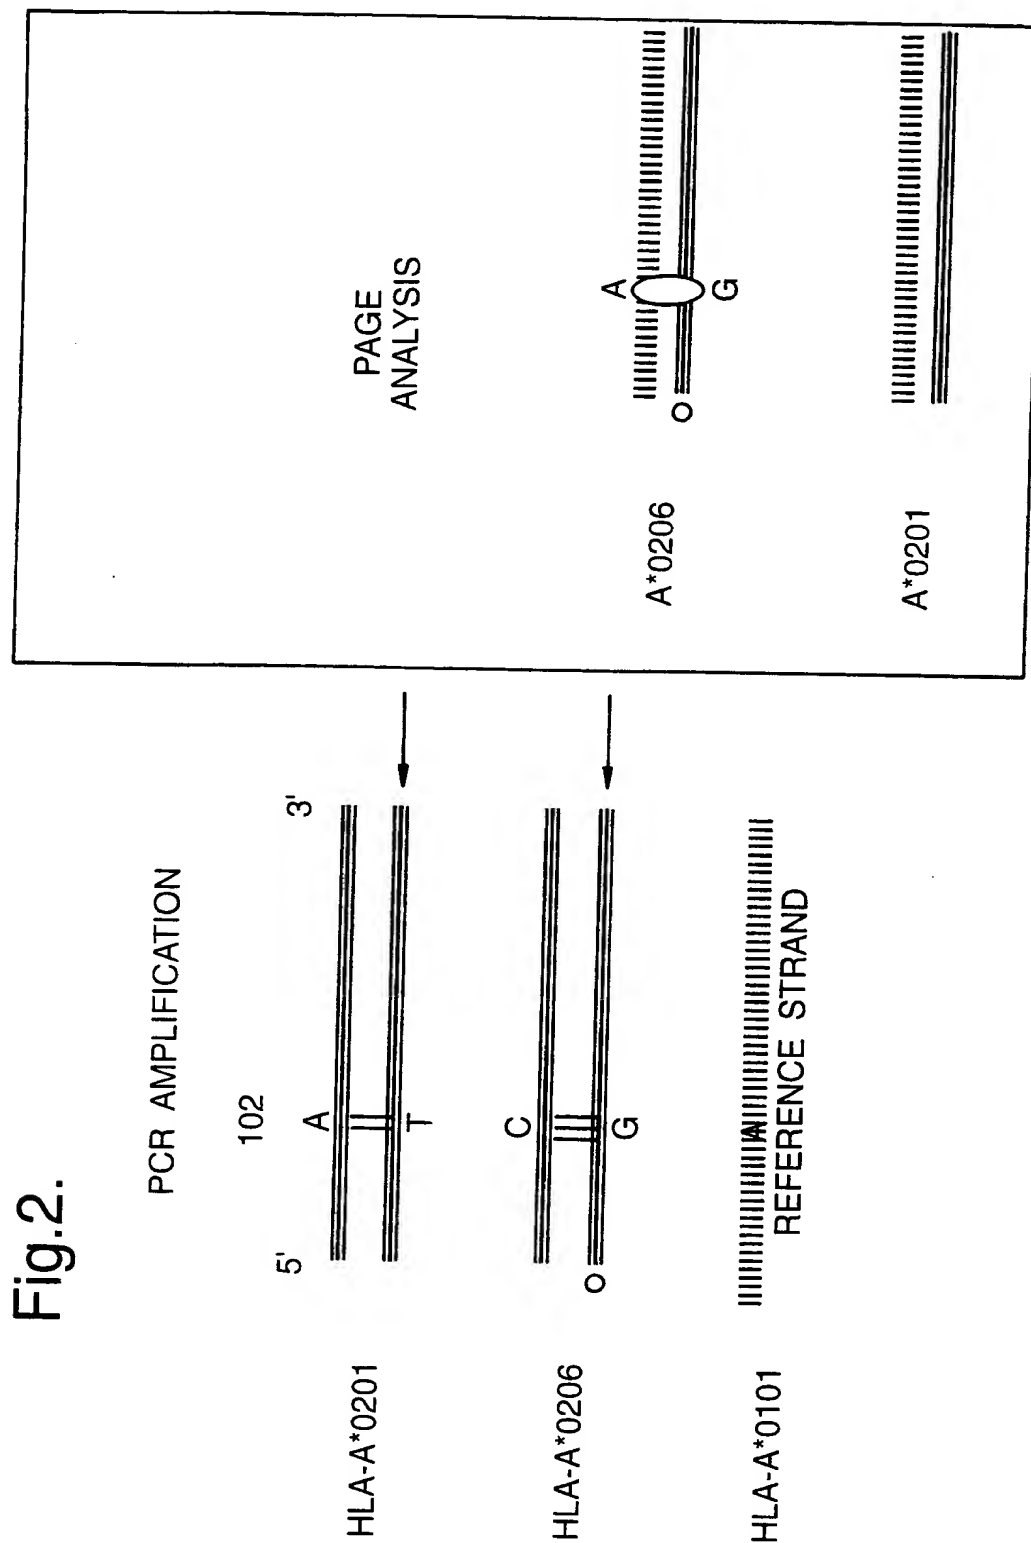 Fig.2.
PCR AMPLIFICATION
102
5' 3'
HLA-A*0201
A
T
HLA-A*0206
C
O G
HLA-A*0101
A
REFERENCE STRAND
PAGE
ANALYSIS
A*0206
A
O G
A*0201